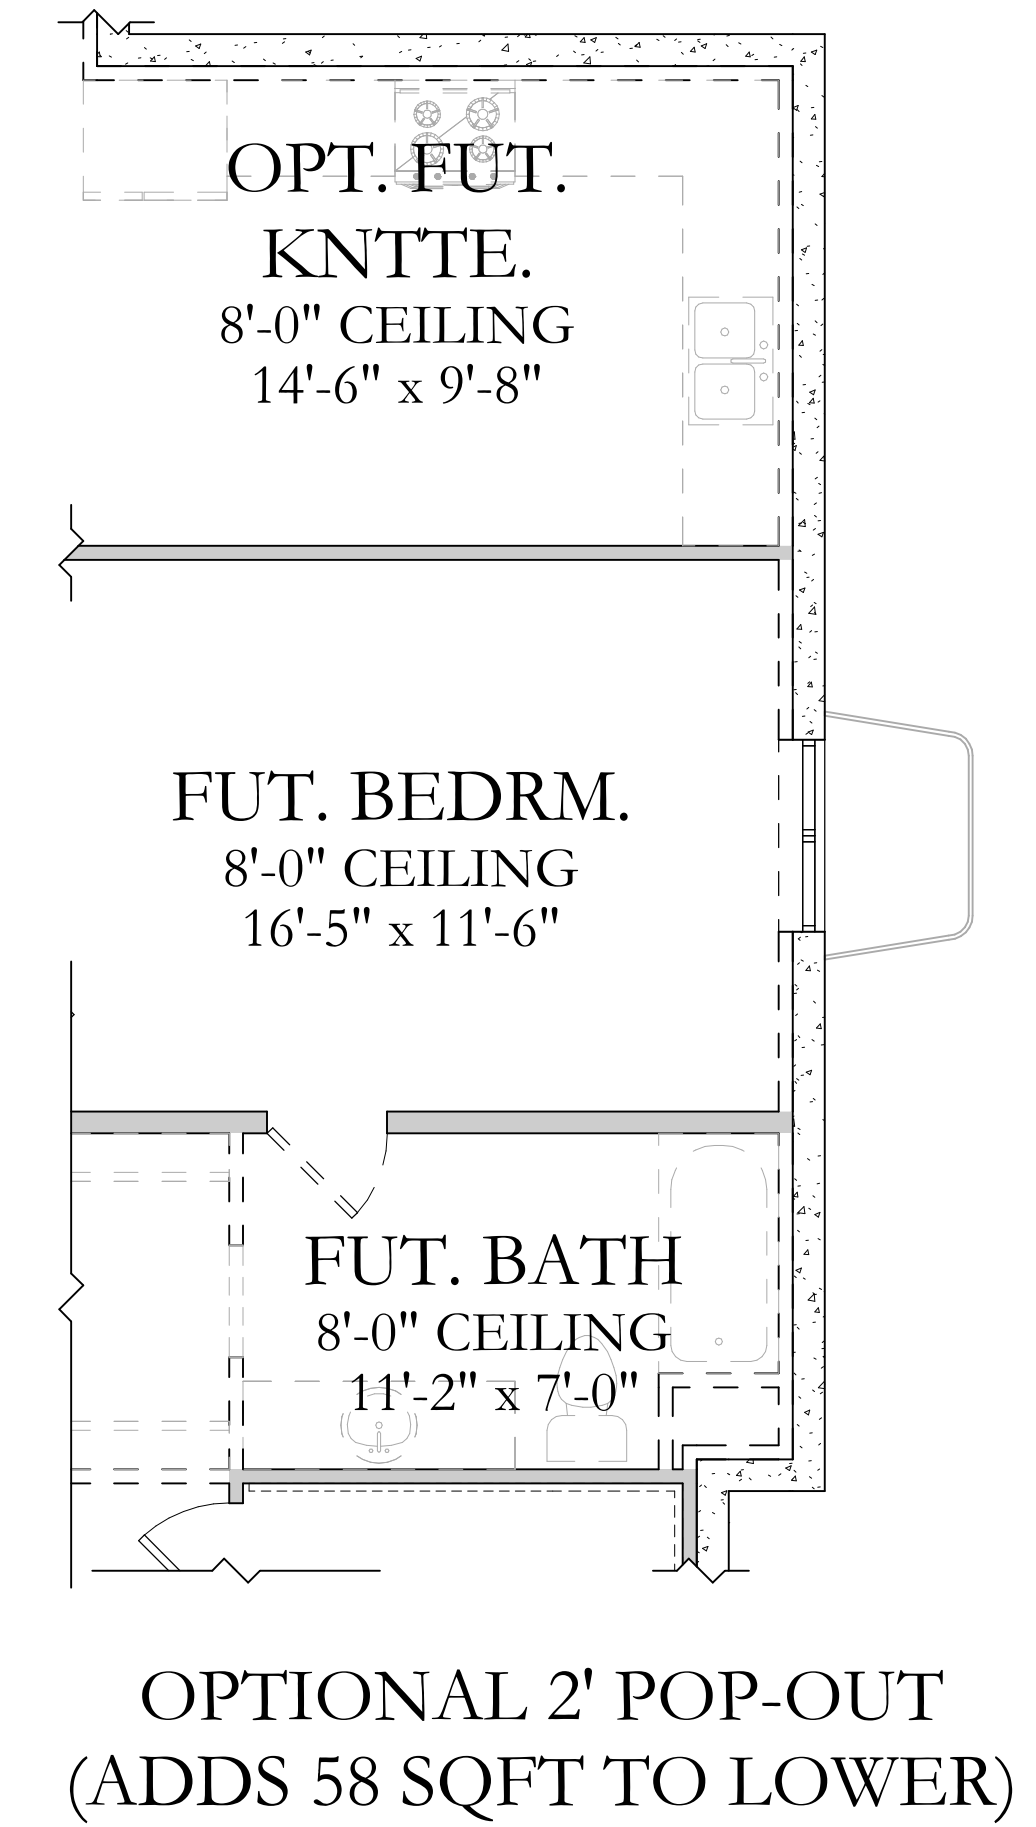 OPT. FUT.
KNTTE.
8'-0" CEILING
14'-6" x 9'-8"
FUT. BEDRM.
8'-0" CEILING
16'-5" x 11'-6"
FUT. BATH
8'-0" CEILING
11'-2" x 7'-0"
OPTIONAL 2' POP-OUT
(ADDS 58 SQFT TO LOWER)